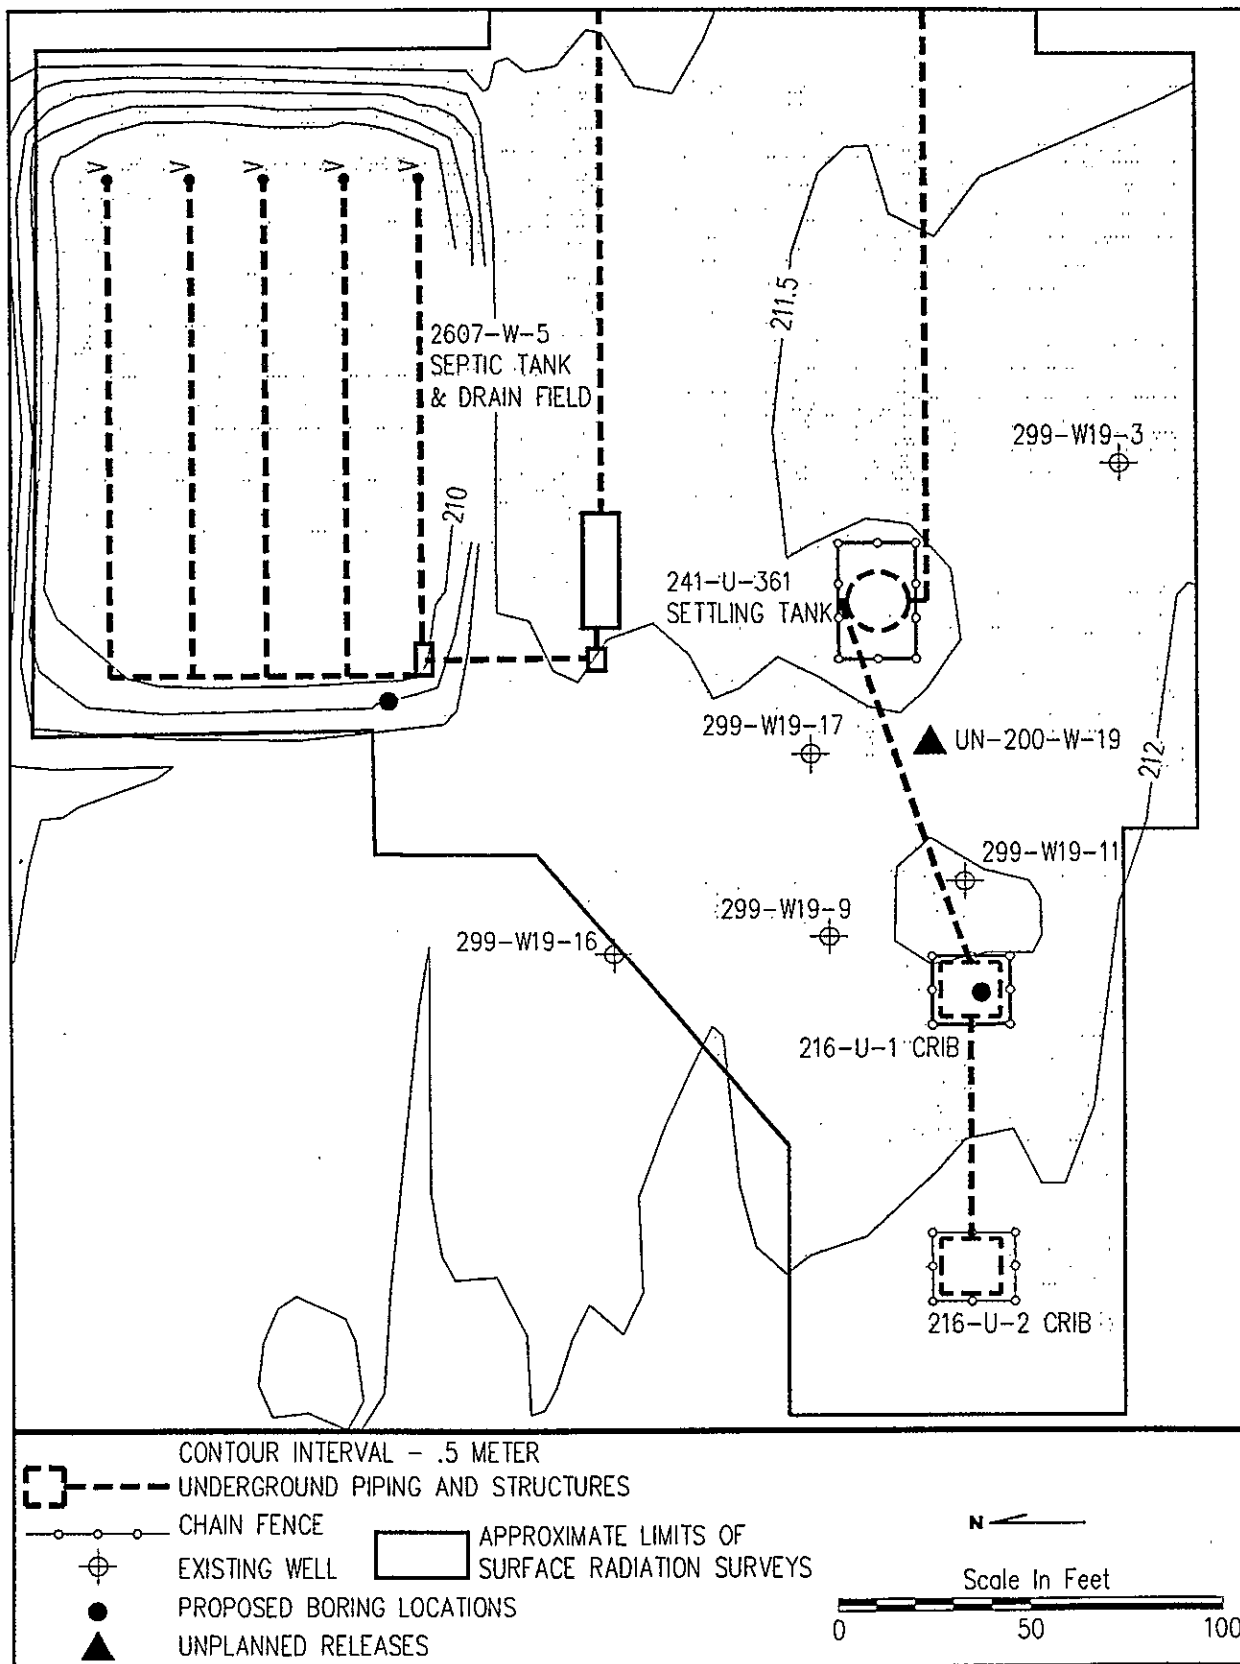 V V V V V
211.5
2607-W-5
SEPTIC TANK
& DRAIN FIELD
299-W19-3
210
241-U-361
SETTLING TANK
299-W19-17
UN-200-W-19
212
299-W19-11
299-W19-9
299-W19-16
216-U-1 CRIB
216-U-2 CRIB
CONTOUR INTERVAL - .5 METER
UNDERGROUND PIPING AND STRUCTURES
CHAIN FENCE
APPROXIMATE LIMITS OF
SURFACE RADIATION SURVEYS
EXISTING WELL
PROPOSED BORING LOCATIONS
UNPLANNED RELEASES
N
Scale In Feet
0 50 100